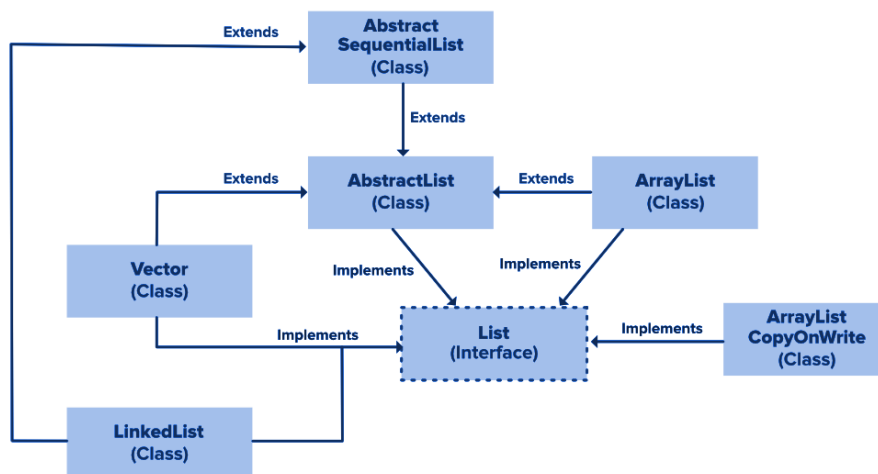 Abstract
SequentialList
(Class)
Extends
Extends
AbstractList
(Class)
Extends
Extends
ArrayList
(Class)
Vector
(Class)
Implements
Implements
List
(Interface)
Implements
Implements
ArrayList
CopyOnWrite
(Class)
LinkedList
(Class)